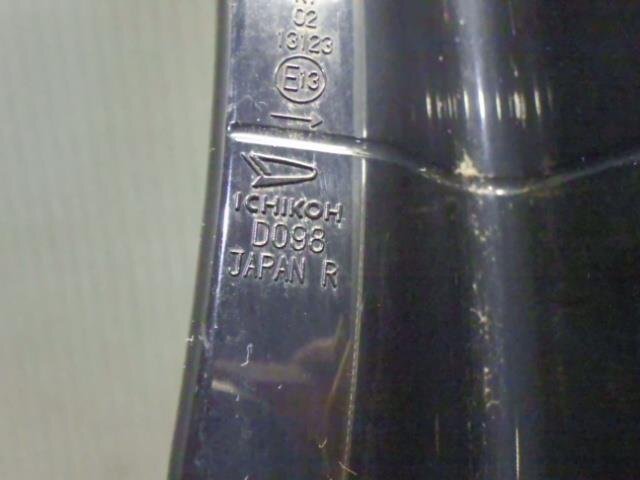 02
13123
E13
ICHIKOH
D098
JAPAN R